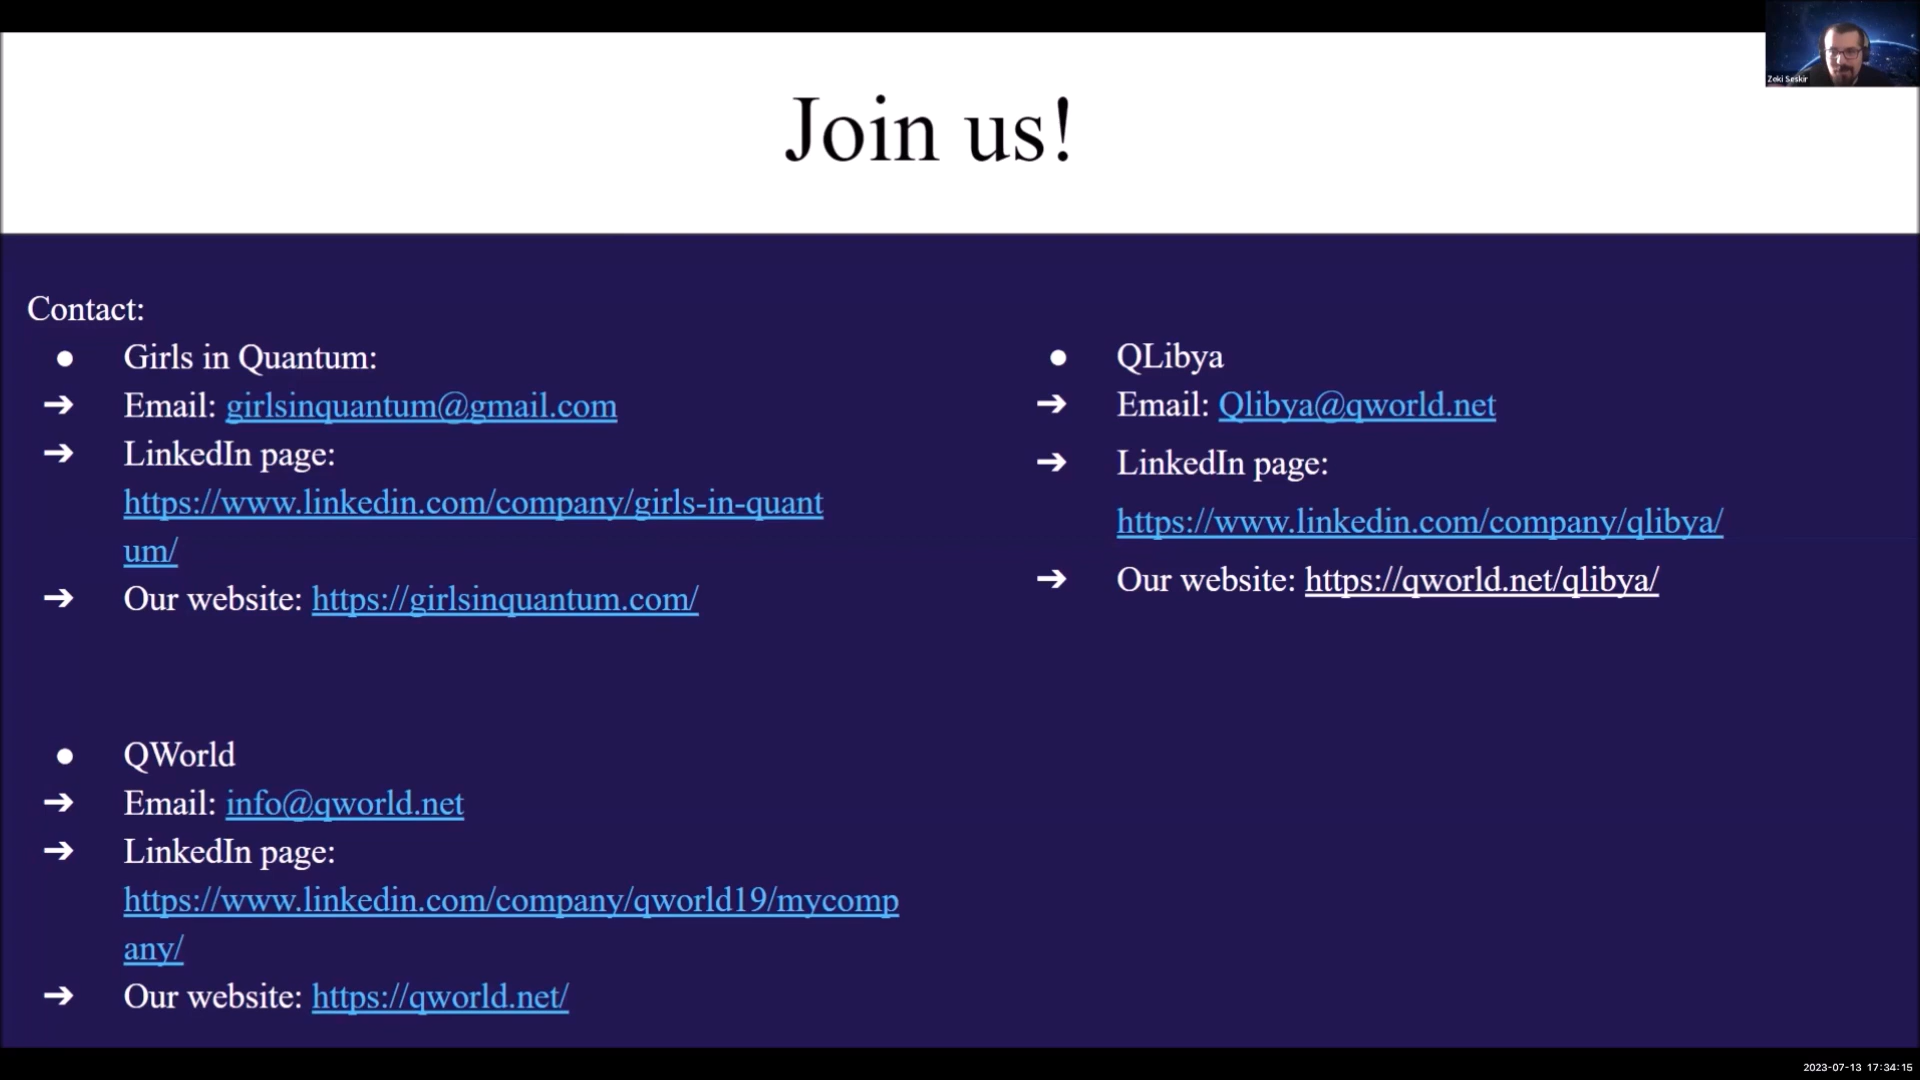 Zeki Seskir
Join us!
Contact:
● Girls in Quantum:
➔ Email: girlsinquantum@gmail.com
➔ LinkedIn page:
https://www.linkedin.com/company/girls-in-quant
um/
➔ Our website: https://girlsinquantum.com/
● QWorld
➔ Email: info@qworld.net
➔ LinkedIn page:
https://www.linkedin.com/company/qworld19/mycomp
any/
➔ Our website: https://qworld.net/
● QLibya
➔ Email: Qlibya@qworld.net
➔ LinkedIn page:
https://www.linkedin.com/company/qlibya/
➔ Our website: https://qworld.net/qlibya/
2023-07-13 17:34:15